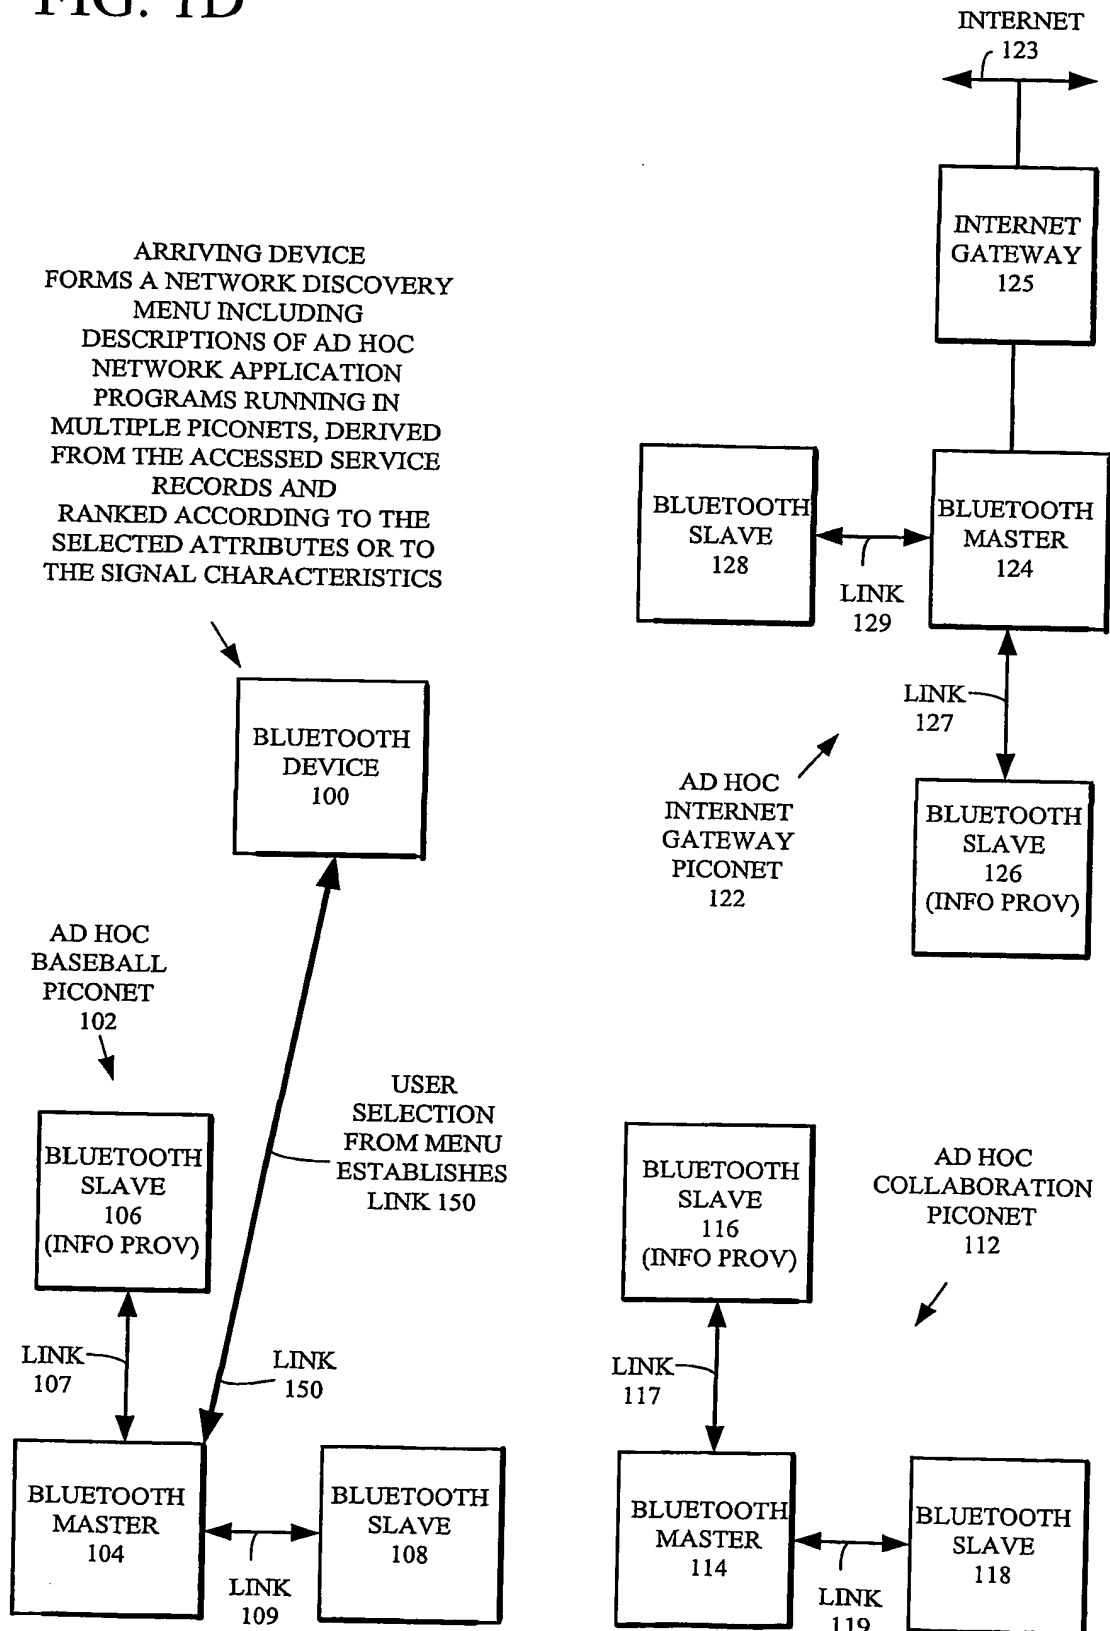 FIG. 1D
INTERNET
123
INTERNET
GATEWAY
125
ARRIVING DEVICE
FORMS A NETWORK DISCOVERY
MENU INCLUDING
DESCRIPTIONS OF AD HOC
NETWORK APPLICATION
PROGRAMS RUNNING IN
MULTIPLE PICONETS, DERIVED
FROM THE ACCESSED SERVICE
RECORDS AND
RANKED ACCORDING TO THE
SELECTED ATTRIBUTES OR TO
THE SIGNAL CHARACTERISTICS
BLUETOOTH
SLAVE
128
LINK
129
BLUETOOTH
MASTER
124
LINK
127
BLUETOOTH
DEVICE
100
AD HOC
INTERNET
GATEWAY
PICONET
122
BLUETOOTH
SLAVE
126
(INFO PROV)
AD HOC
BASEBALL
PICONET
102
USER
SELECTION
FROM MENU
ESTABLISHES
LINK 150
BLUETOOTH
SLAVE
106
(INFO PROV)
LINK
107
LINK
150
BLUETOOTH
MASTER
104
LINK
109
BLUETOOTH
SLAVE
108
BLUETOOTH
SLAVE
116
(INFO PROV)
AD HOC
COLLABORATION
PICONET
112
LINK
117
BLUETOOTH
MASTER
114
LINK
119
BLUETOOTH
SLAVE
118